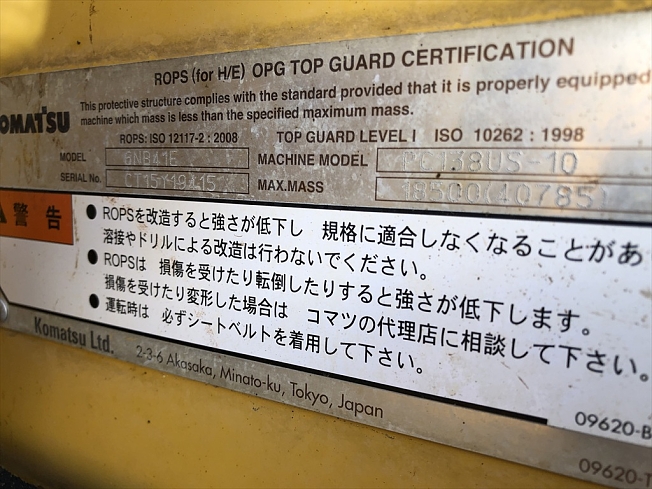 ROPS (for H/E) OPG TOP GUARD CERTIFICATION
OMATSU
This protective structure complies with the standard provided that it is properly equipped
machine which mass is less than the specified maximum mass.
ROPS: ISO 12117-2 : 2008 TOP GUARD LEVEL I ISO 10262 : 1998
MODEL MACHINE MODEL PC138US-10
SERIAL No. MAX.MASS 18500(40785)
警告
● ROPSを改造すると強さが低下し 規格に適合しなくなることがあ
溶接やドリルによる改造は行わないでください。
● ROPSは 損傷を受けたり転倒したりすると強さが低下します。
損傷を受けたり変形した場合は コマツの代理店に相談して下さい。
● 運転時は 必ずシートベルトを着用して下さい。
Komatsu Ltd.
2-3-6 Akasaka, Minato-ku, Tokyo, Japan
09620-B
09620-T